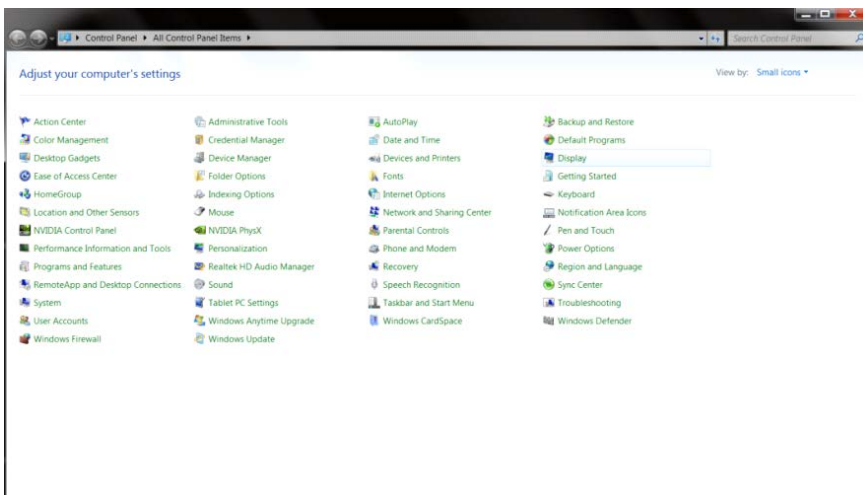 Control Panel ▸ All Control Panel Items ▸ Search Control Panel
Adjust your computer's settings View by: Small icons
Action Center Administrative Tools AutoPlay Backup and Restore
Color Management Credential Manager Date and Time Default Programs
Desktop Gadgets Device Manager Devices and Printers Display
Ease of Access Center Folder Options Fonts Getting Started
HomeGroup Indexing Options Internet Options Keyboard
Location and Other Sensors Mouse Network and Sharing Center Notification Area Icons
NVIDIA Control Panel NVIDIA PhysX Parental Controls Pen and Touch
Performance Information and Tools Personalization Phone and Modem Power Options
Programs and Features Realtek HD Audio Manager Recovery Region and Language
RemoteApp and Desktop Connections Sound Speech Recognition Sync Center
System Tablet PC Settings Taskbar and Start Menu Troubleshooting
User Accounts Windows Anytime Upgrade Windows CardSpace Windows Defender
Windows Firewall Windows Update